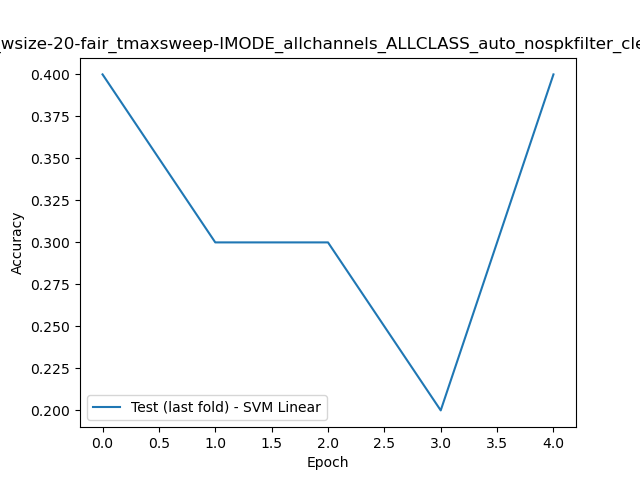 wsize-20-fair_tmaxsweep-IMODE_allchannels_ALLCLASS_auto_nospkfilter_cle
0.400
0.375
0.350
0.325
0.300
0.275
0.250
0.225
0.200
Accuracy
Test (last fold) - SVM Linear
0.0 0.5 1.0 1.5 2.0 2.5 3.0 3.5 4.0
Epoch